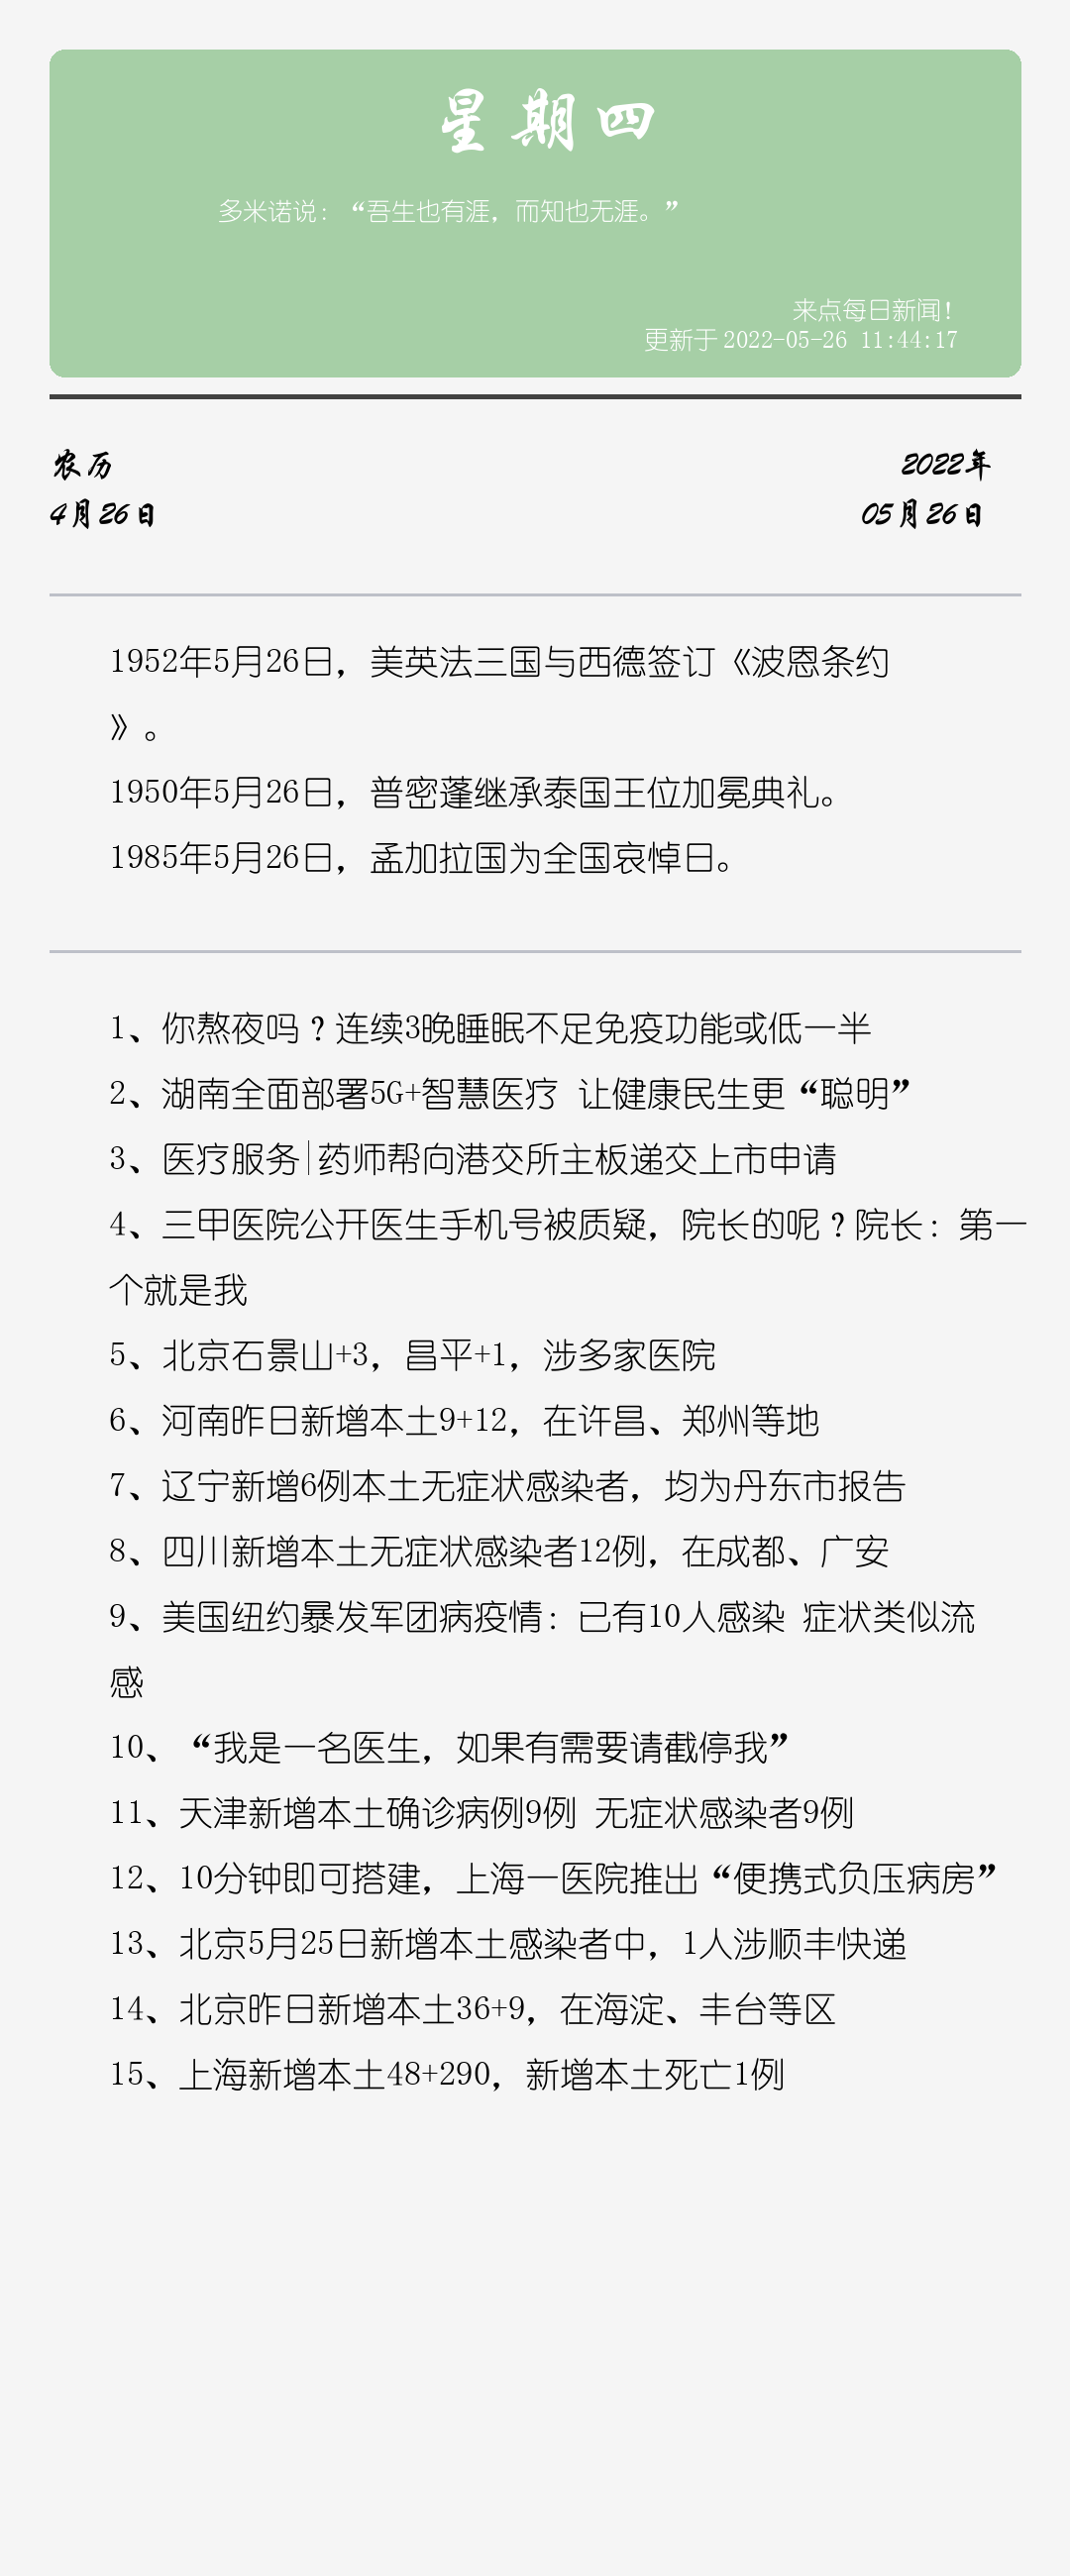 星期四
多米诺说：“吾生也有涯，而知也无涯。”
来点每日新闻！
更新于 2022-05-26 11:44:17
农历
2022年
4月26日
05月26日
1952年5月26日，美英法三国与西德签订《波恩条约
》。
1950年5月26日，普密蓬继承泰国王位加冕典礼。
1985年5月26日，孟加拉国为全国哀悼日。
1、你熬夜吗？连续3晚睡眠不足免疫功能或低一半
2、湖南全面部署5G+智慧医疗 让健康民生更“聪明”
3、医疗服务|药师帮向港交所主板递交上市申请
4、三甲医院公开医生手机号被质疑，院长的呢？院长：第一
个就是我
5、北京石景山+3，昌平+1，涉多家医院
6、河南昨日新增本土9+12，在许昌、郑州等地
7、辽宁新增6例本土无症状感染者，均为丹东市报告
8、四川新增本土无症状感染者12例，在成都、广安
9、美国纽约暴发军团病疫情：已有10人感染 症状类似流
感
10、“我是一名医生，如果有需要请截停我”
11、天津新增本土确诊病例9例 无症状感染者9例
12、10分钟即可搭建，上海一医院推出“便携式负压病房”
13、北京5月25日新增本土感染者中，1人涉顺丰快递
14、北京昨日新增本土36+9，在海淀、丰台等区
15、上海新增本土48+290，新增本土死亡1例